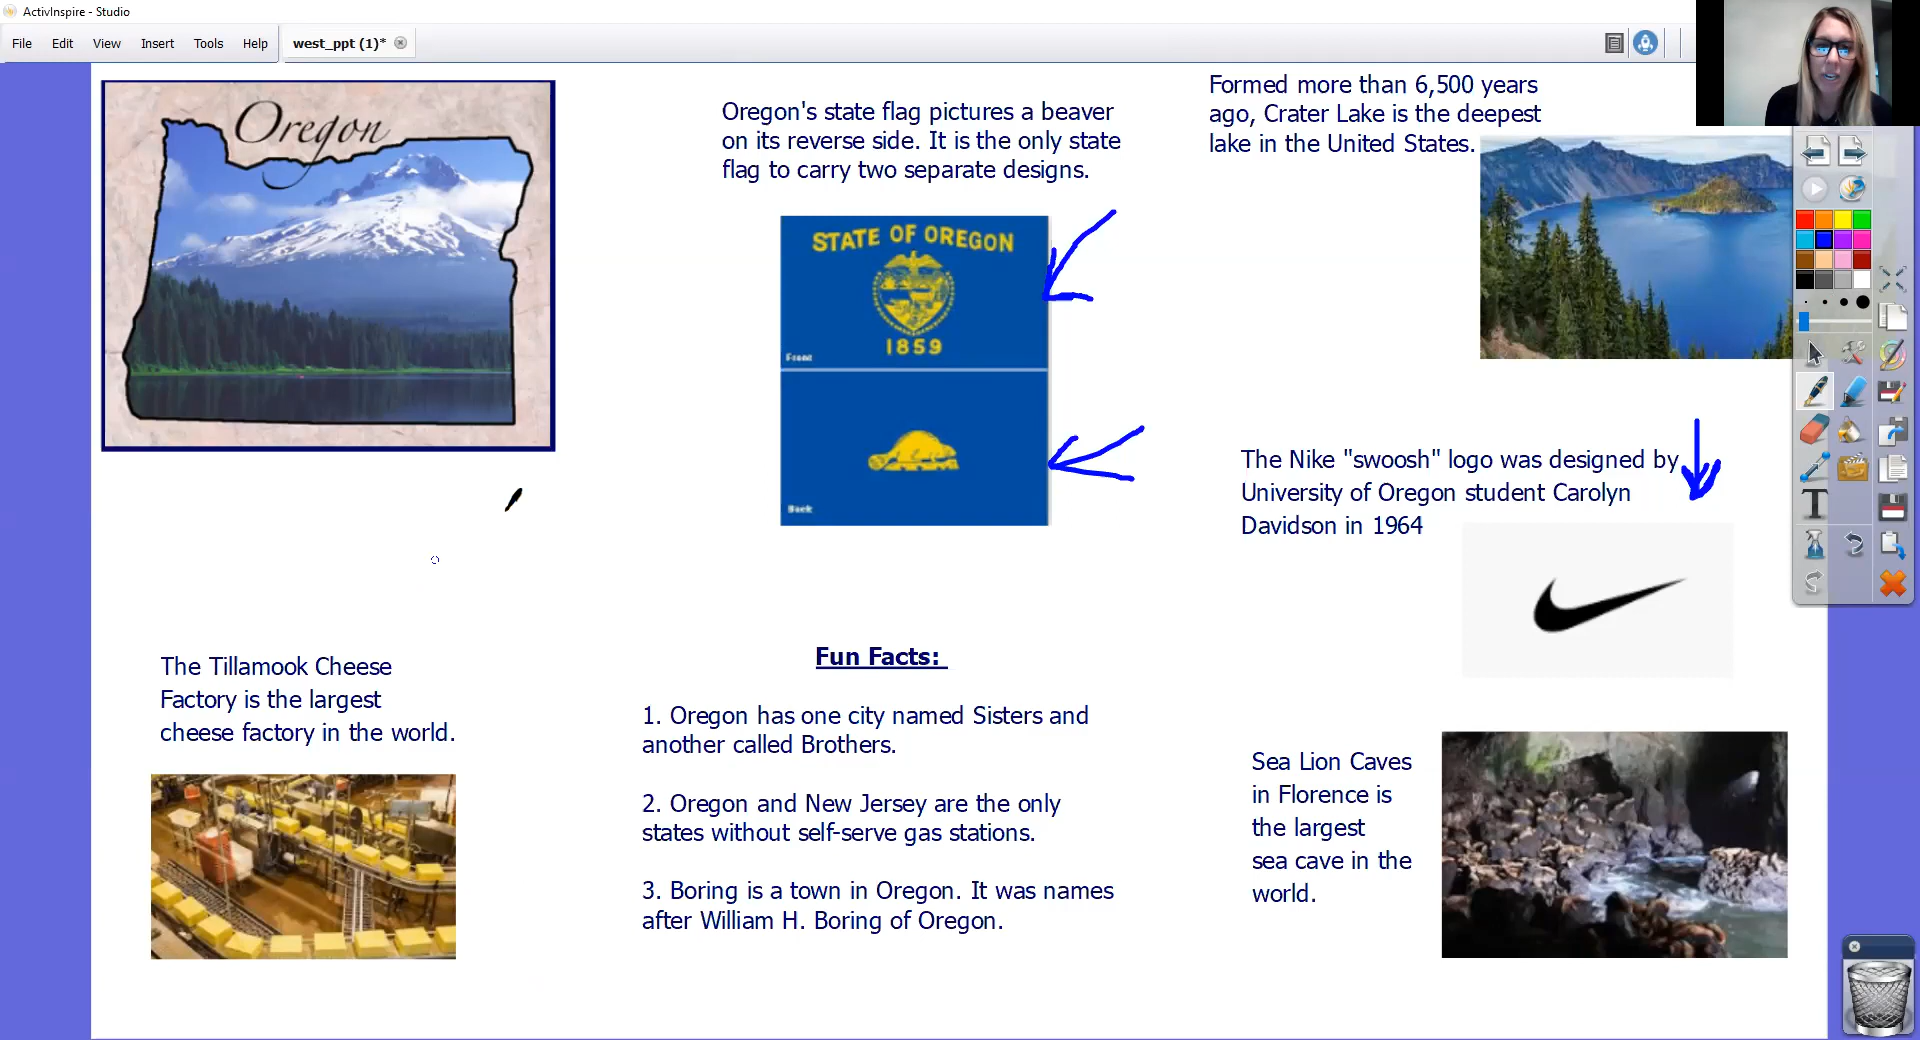 ActivInspire - Studio
File Edit View Insert Tools Help west_ppt (1)*
Oregon
Oregon's state flag pictures a beaver
on its reverse side. It is the only state
flag to carry two separate designs.
STATE OF OREGON
1859
Front
Back
Formed more than 6,500 years
ago, Crater Lake is the deepest
lake in the United States.
The Nike "swoosh" logo was designed by
University of Oregon student Carolyn
Davidson in 1964
T
The Tillamook Cheese
Factory is the largest
cheese factory in the world.
Fun Facts:
1. Oregon has one city named Sisters and
another called Brothers.
2. Oregon and New Jersey are the only
states without self-serve gas stations.
3. Boring is a town in Oregon. It was names
after William H. Boring of Oregon.
Sea Lion Caves
in Florence is
the largest
sea cave in the
world.